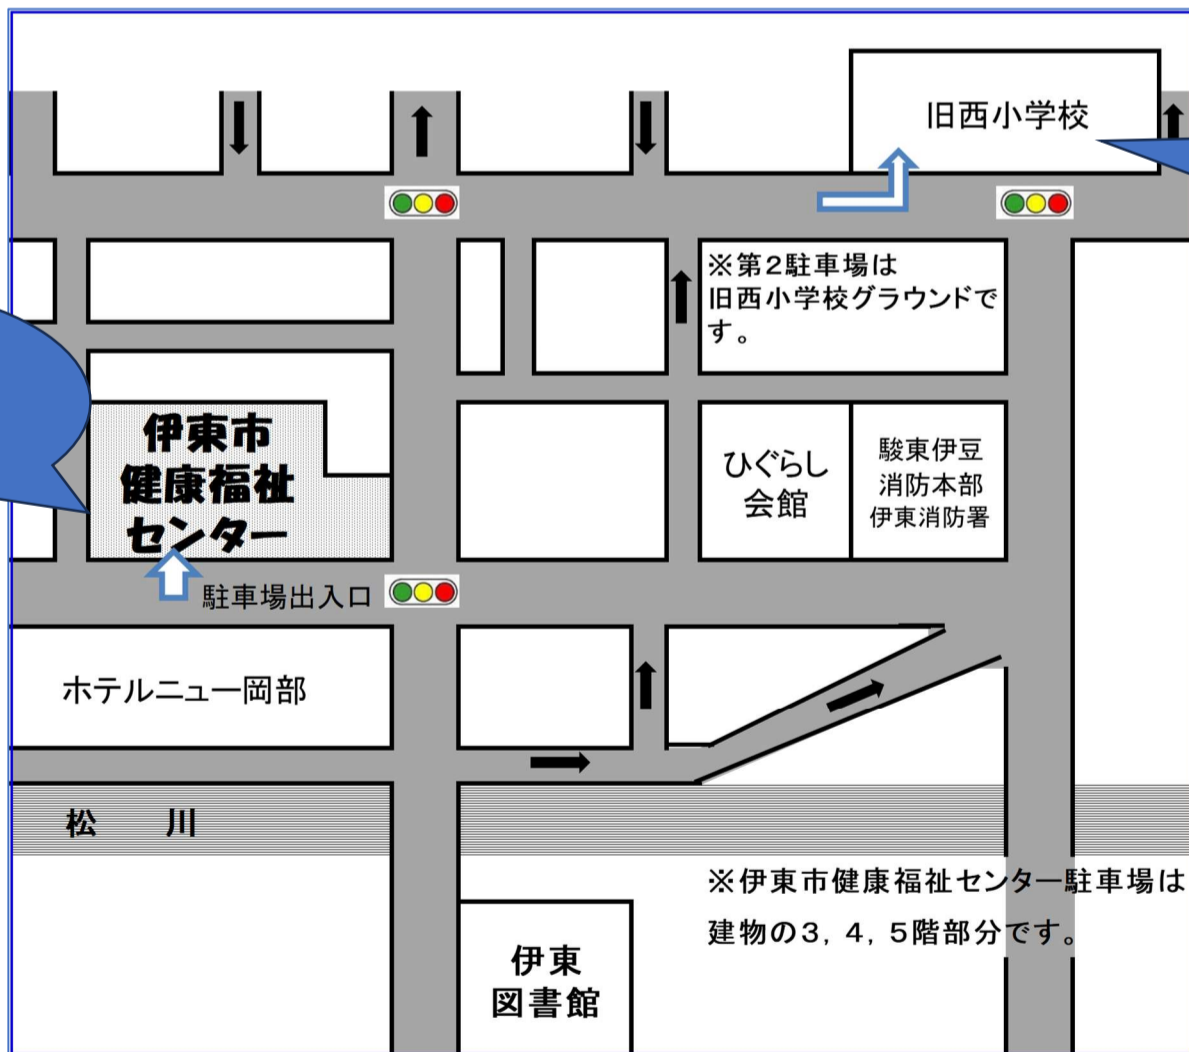 旧西小学校
※第2駐車場は
旧西小学校グラウンドで
す。
伊東市
健康福祉
センター
ひぐらし
会館
駿東伊豆
消防本部
伊東消防署
駐車場出入口
ホテルニュー岡部
松　川
※伊東市健康福祉センター駐車場は
建物の3，4，5階部分です。
伊東
図書館